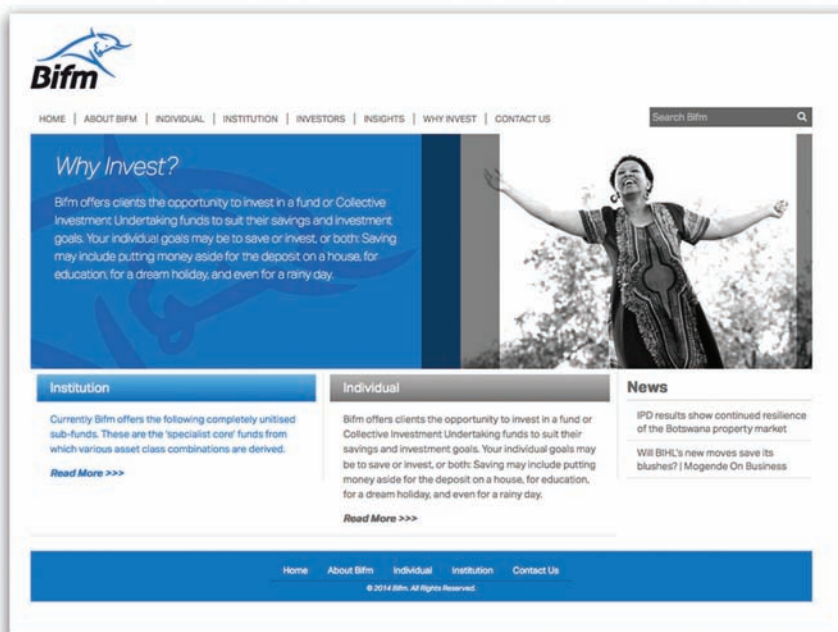 Bifm
HOME | ABOUT BIFM | INDIVIDUAL | INSTITUTION | INVESTORS | INSIGHTS | WHY INVEST | CONTACT US
Search Bifm
Why Invest?
Bifm offers clients the opportunity to invest in a fund or Collective
Investment Undertaking funds to suit their savings and investment
goals. Your individual goals may be to save or invest, or both: Saving
may include putting money aside for the deposit on a house, for
education, for a dream holiday, and even for a rainy day.
Institution
Currently Bifm offers the following completely unitised
sub-funds. These are the 'specialist core' funds from
which various asset class combinations are derived.
Read More >>>
Individual
Bifm offers clients the opportunity to invest in a fund or
Collective Investment Undertaking funds to suit their
savings and investment goals. Your individual goals may
be to save or invest, or both: Saving may include putting
money aside for the deposit on a house, for education,
for a dream holiday, and even for a rainy day.
Read More >>>
News
IPD results show continued resilience
of the Botswana property market
Will BIHL's new moves save its
blushes? | Mogende On Business
Home About Bifm Individual Institution Contact Us
© 2014 Bifm. All Rights Reserved.